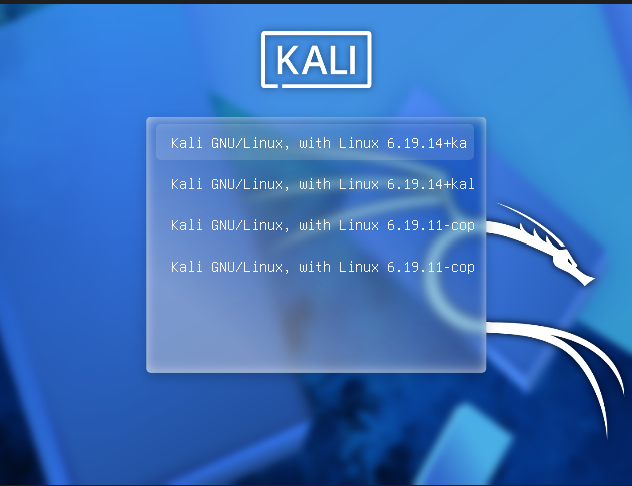 KALI
Kali GNU/Linux, with Linux 6.19.14+ka
Kali GNU/Linux, with Linux 6.19.14+kal
Kali GNU/Linux, with Linux 6.19.11-cop
Kali GNU/Linux, with Linux 6.19.11-cop